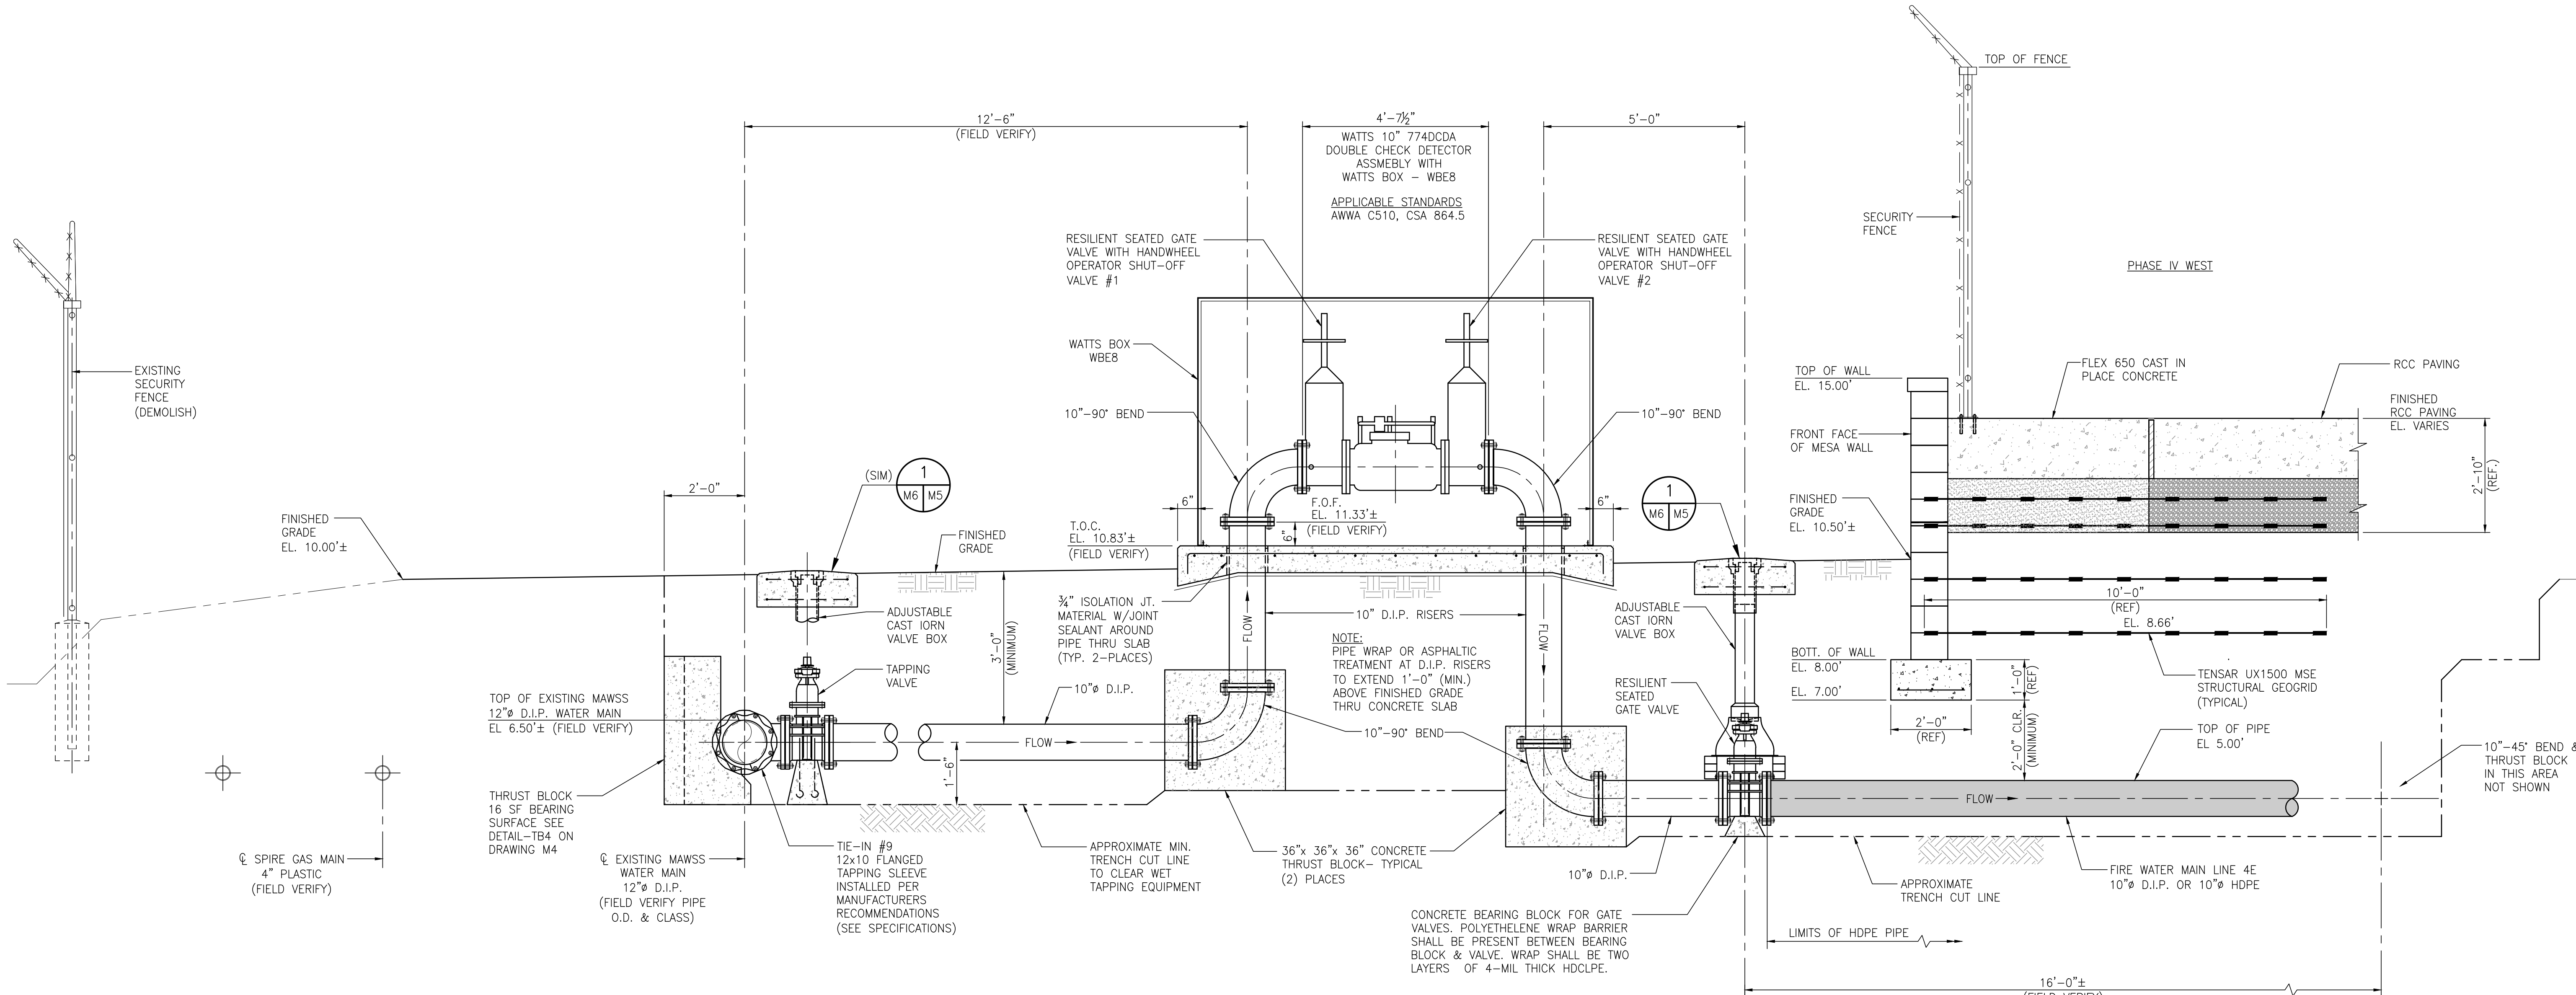 TOP OF FENCE
12'-6"
(FIELD VERIFY)
4'-7½"
WATTS 10" 774DCDA
DOUBLE CHECK DETECTOR
ASSMEBLY WITH
WATTS BOX - WBE8
APPLICABLE STANDARDS
AWWA C510, CSA 864.5
5'-0"
RESILIENT SEATED GATE
VALVE WITH HANDWHEEL
OPERATOR SHUT-OFF
VALVE #1
RESILIENT SEATED GATE
VALVE WITH HANDWHEEL
OPERATOR SHUT-OFF
VALVE #2
SECURITY
FENCE
PHASE IV WEST
EXISTING
SECURITY
FENCE
(DEMOLISH)
WATTS BOX
WBE8
10"-90° BEND
10"-90° BEND
TOP OF WALL
EL. 15.00'
FLEX 650 CAST IN
PLACE CONCRETE
RCC PAVING
FINISHED
RCC PAVING
EL. VARIES
FRONT FACE
OF MESA WALL
2'-10"
(REF.)
FINISHED
GRADE
EL. 10.00'±
2'-0"
(SIM)
1
M6
M5
FINISHED
GRADE
T.O.C.
EL. 10.83'±
(FIELD VERIFY)
6"
F.O.F.
EL. 11.33'±
(FIELD VERIFY)
6"
6"
1
M6
M5
FINISHED
GRADE
EL. 10.50'±
ADJUSTABLE
CAST IORN
VALVE BOX
3'-0"
(MINIMUM)
¾" ISOLATION JT.
MATERIAL W/JOINT
SEALANT AROUND
PIPE THRU SLAB
(TYP. 2-PLACES)
FLOW
10" D.I.P. RISERS
FLOW
NOTE:
PIPE WRAP OR ASPHALTIC
TREATMENT AT D.I.P. RISERS
TO EXTEND 1'-0" (MIN.)
ABOVE FINISHED GRADE
THRU CONCRETE SLAB
ADJUSTABLE
CAST IORN
VALVE BOX
10'-0"
(REF)
EL. 8.66'
BOTT. OF WALL
EL. 8.00'
EL. 7.00'
1'-0"
(REF)
2'-0"
(REF)
2'-0" CLR.
(MINIMUM)
TENSAR UX1500 MSE
STRUCTURAL GEOGRID
(TYPICAL)
TAPPING
VALVE
TOP OF EXISTING MAWSS
12"ø D.I.P. WATER MAIN
EL 6.50'± (FIELD VERIFY)
10"ø D.I.P.
FLOW
1'-6"
10"-90° BEND
RESILIENT
SEATED
GATE VALVE
TOP OF PIPE
EL 5.00'
10"-45° BEND &
THRUST BLOCK
IN THIS AREA
NOT SHOWN
FLOW
THRUST BLOCK
16 SF BEARING
SURFACE SEE
DETAIL-TB4 ON
DRAWING M4
℄ SPIRE GAS MAIN
4" PLASTIC
(FIELD VERIFY)
℄ EXISTING MAWSS
WATER MAIN
12"ø D.I.P.
(FIELD VERIFY PIPE
O.D. & CLASS)
TIE-IN #9
12x10 FLANGED
TAPPING SLEEVE
INSTALLED PER
MANUFACTURERS
RECOMMENDATIONS
(SEE SPECIFICATIONS)
APPROXIMATE MIN.
TRENCH CUT LINE
TO CLEAR WET
TAPPING EQUIPMENT
36"x 36"x 36" CONCRETE
THRUST BLOCK- TYPICAL
(2) PLACES
10"ø D.I.P.
APPROXIMATE
TRENCH CUT LINE
FIRE WATER MAIN LINE 4E
10"ø D.I.P. OR 10"ø HDPE
CONCRETE BEARING BLOCK FOR GATE
VALVES. POLYETHELENE WRAP BARRIER
SHALL BE PRESENT BETWEEN BEARING
BLOCK & VALVE. WRAP SHALL BE TWO
LAYERS OF 4-MIL THICK HDCLPE.
LIMITS OF HDPE PIPE
16'-0"±
(FIELD VERIFY)